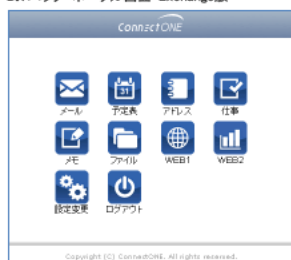 ConnectONE
31
メール 予定表 アドレス 仕事
メモ ファイル WEB1 WEB2
設定変更 ログアウト
Copyright (C) ConnectONE. All rights reserved.